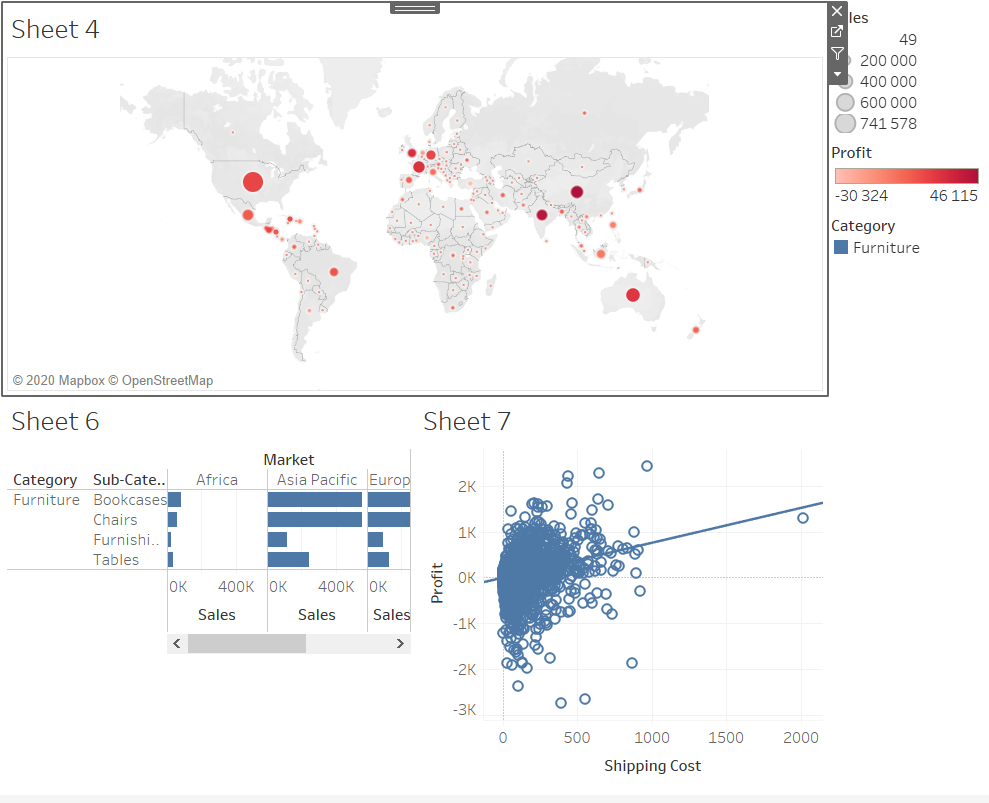 Sheet 4
les
49
200 000
400 000
600 000
741 578
Profit
-30 324 46 115
Category
Furniture
© 2020 Mapbox © OpenStreetMap
Sheet 6
Market
Category Sub-Cate.. Africa Asia Pacific Europ
Furniture Bookcases
Chairs
Furnishi..
Tables
0K 400K 0K 400K 0K
Sales Sales Sales
Sheet 7
Profit
2K
1K
0K
-1K
-2K
-3K
0 500 1000 1500 2000
Shipping Cost